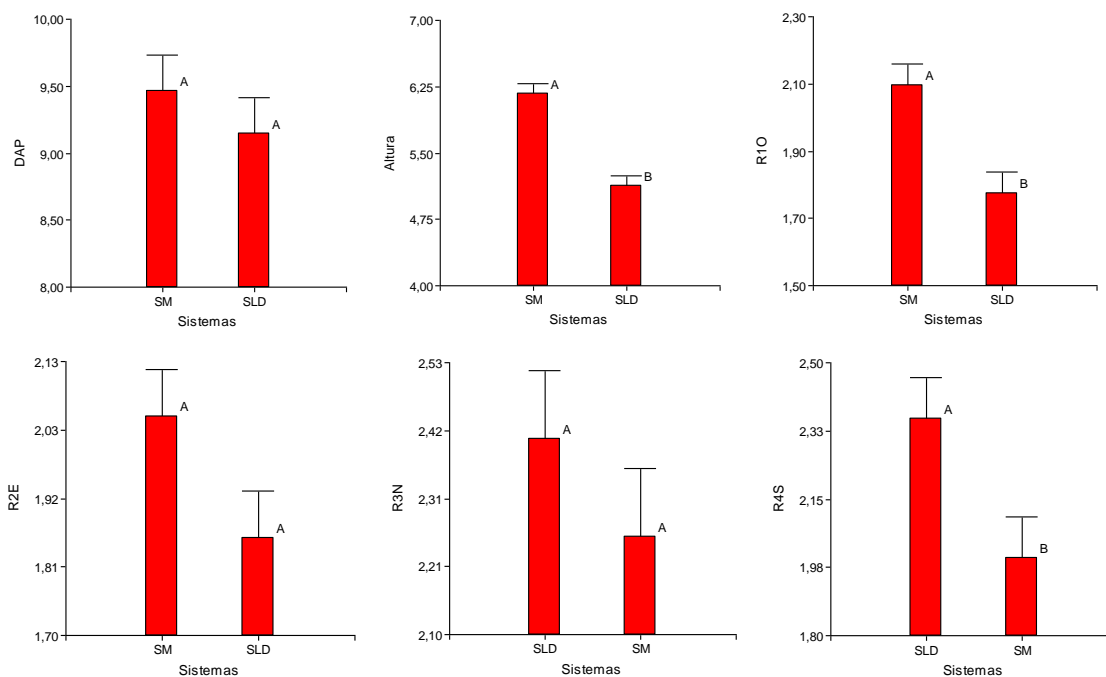 10,00
9,50
9,00
8,50
8,00
DAP
A
A
SM SLD
Sistemas
7,00
6,25
5,50
4,75
4,00
Altura
A
B
SM SLD
Sistemas
2,30
2,10
1,90
1,70
1,50
R1O
A
B
SM SLD
Sistemas
2,13
2,03
1,92
1,81
1,70
R2E
A
A
SM SLD
Sistemas
2,53
2,42
2,31
2,21
2,10
R3N
A
A
SLD SM
Sistemas
2,50
2,33
2,15
1,98
1,80
R4S
A
B
SLD SM
Sistemas